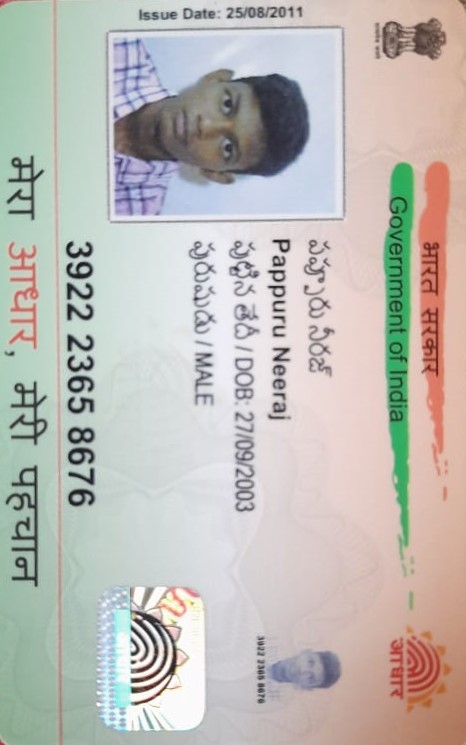 भारत सरकार
Government of India
Issue Date: 25/08/2011
పప్పూరు నీరజ్
Pappuru Neeraj
పుట్టిన తేదీ / DOB: 27/09/2003
పురుషుడు / MALE
3922 2365 8676
3922 2365 8676
आधार
मेरा आधार, मेरी पहचान